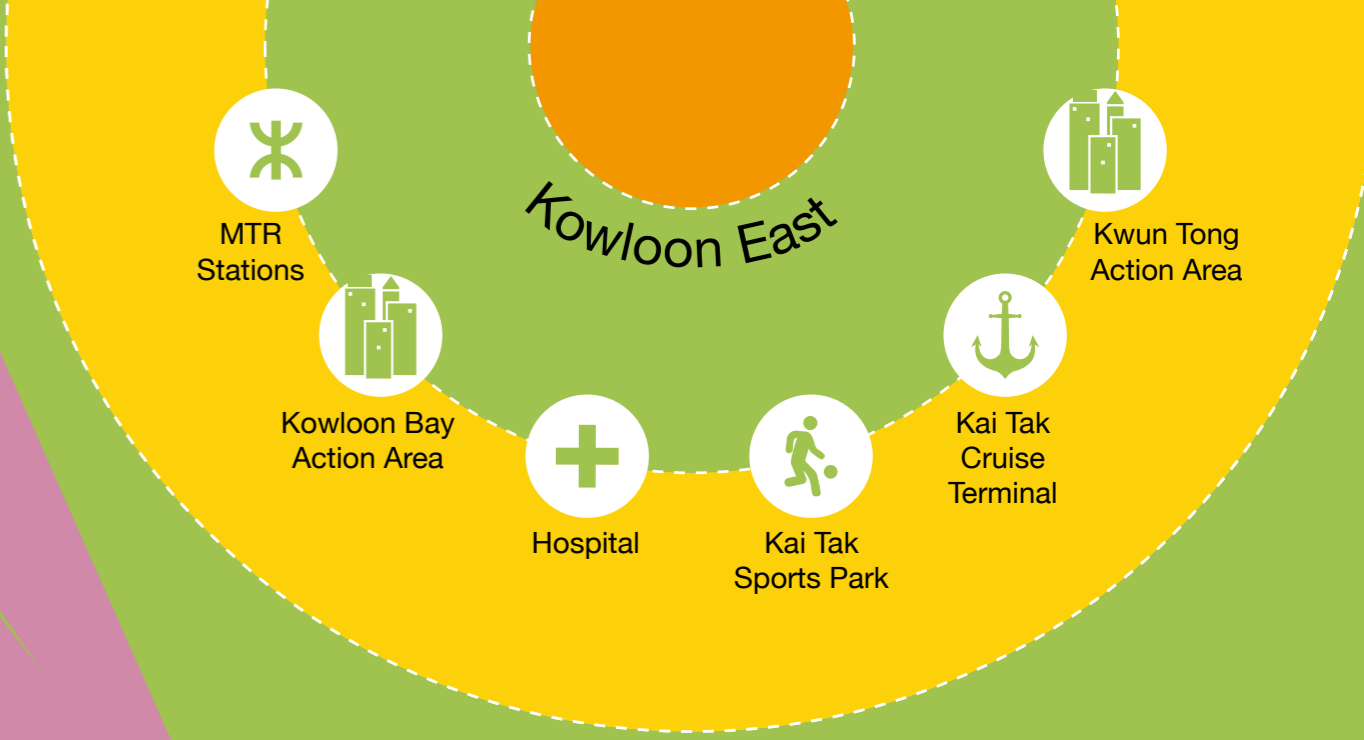 Kowloon East
MTR
Stations
Kwun Tong
Action Area
Kowloon Bay
Action Area
Kai Tak
Cruise
Terminal
Hospital
Kai Tak
Sports Park